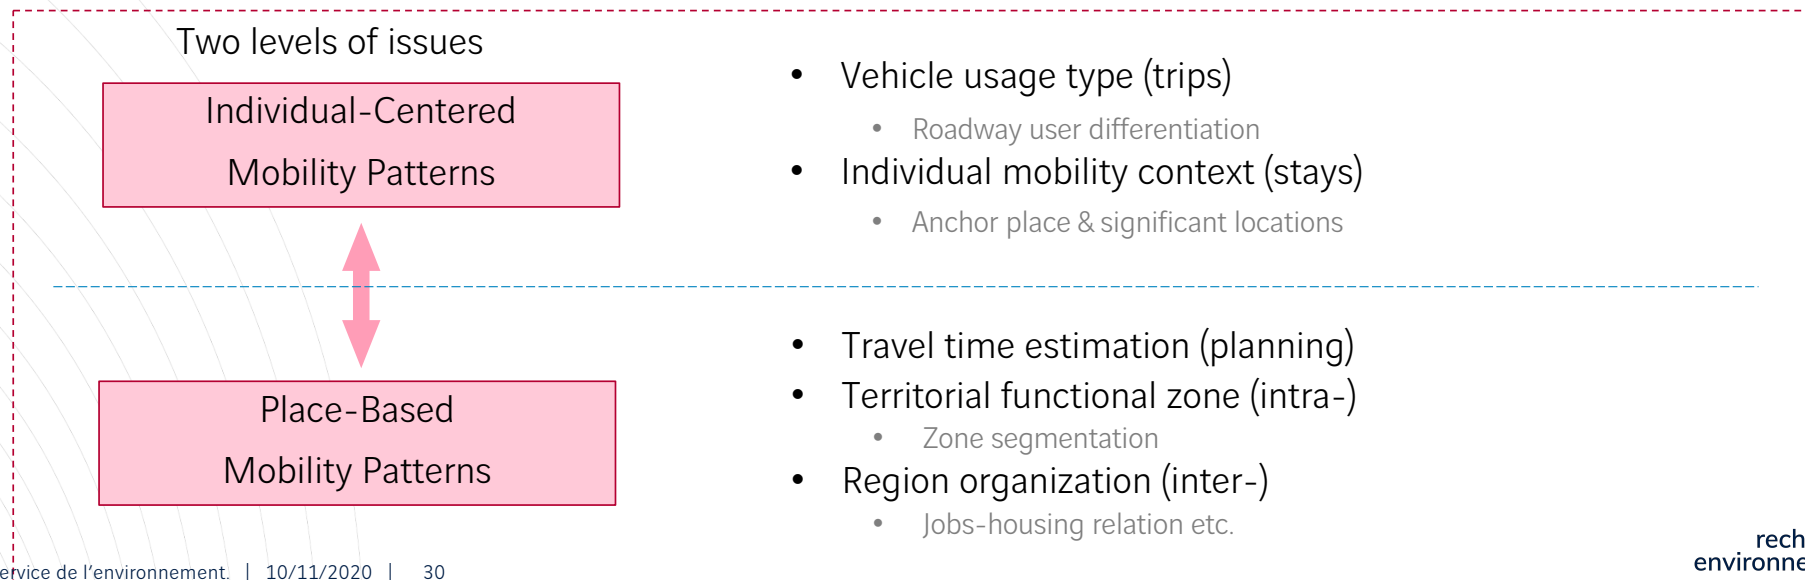 Two levels of issues
Individual-Centered
Mobility Patterns
• Vehicle usage type (trips)
• Roadway user differentiation
• Individual mobility context (stays)
• Anchor place & significant locations
Place-Based
Mobility Patterns
• Travel time estimation (planning)
• Territorial functional zone (intra-)
• Zone segmentation
• Region organization (inter-)
• Jobs-housing relation etc.
ervice de l’environnement. | 10/11/2020 | 30
rech
environne